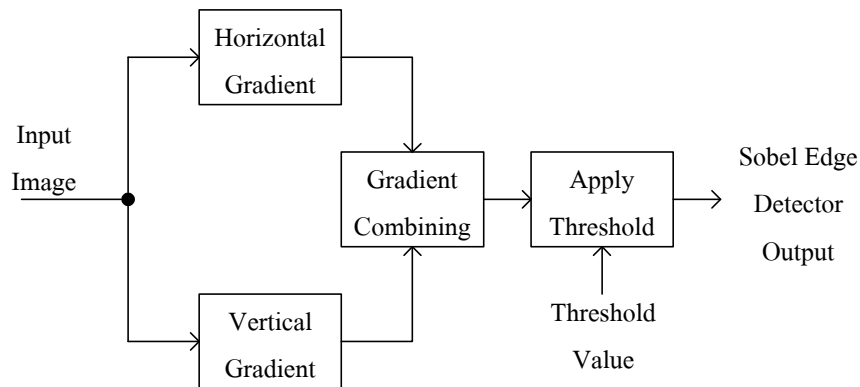 Horizontal
Gradient
Input
Image
Gradient
Combining
Apply
Threshold
Sobel Edge
Detector
Output
Vertical
Gradient
Threshold
Value